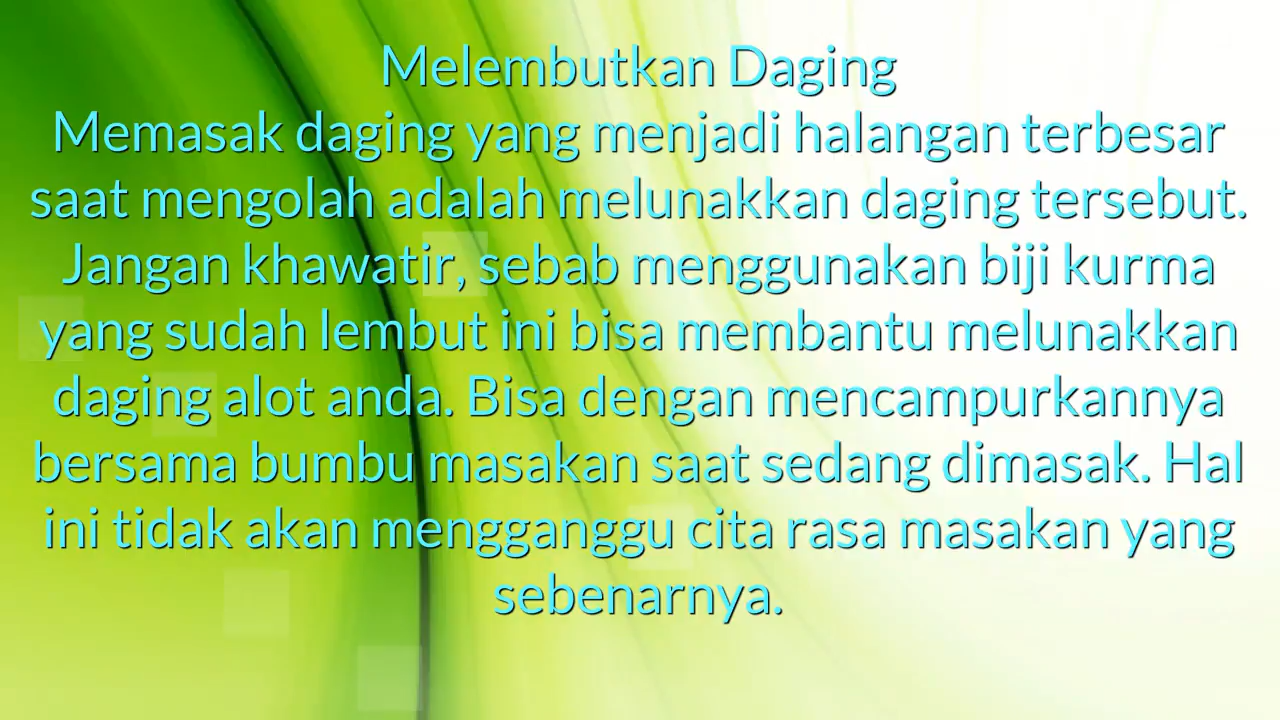 Melembutkan Daging
Memasak daging yang menjadi halangan terbesar
saat mengolah adalah melunakkan daging tersebut.
Jangan khawatir, sebab menggunakan biji kurma
yang sudah lembut ini bisa membantu melunakkan
daging alot anda. Bisa dengan mencampurkannya
bersama bumbu masakan saat sedang dimasak. Hal
ini tidak akan mengganggu cita rasa masakan yang
sebenarnya.